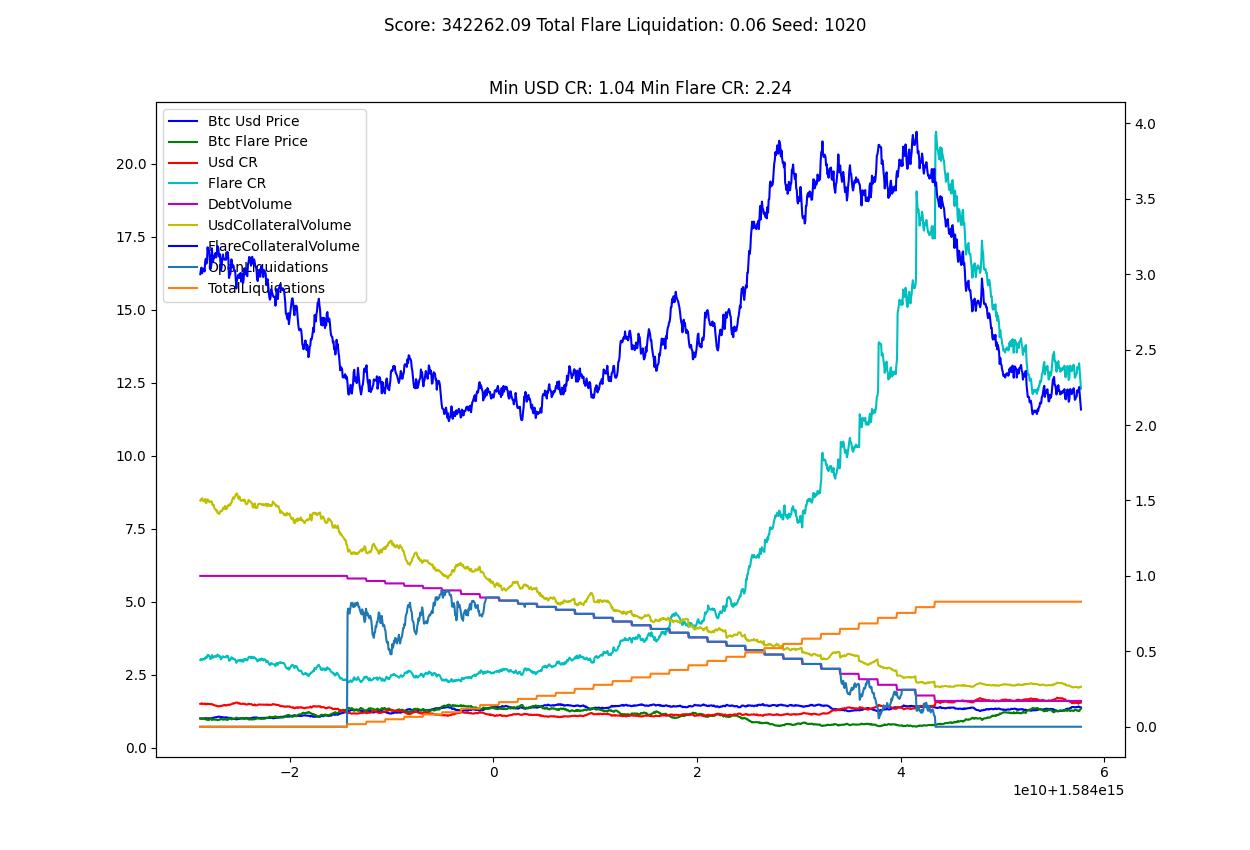 Score: 342262.09 Total Flare Liquidation: 0.06 Seed: 1020
Min USD CR: 1.04 Min Flare CR: 2.24
Btc Usd Price
Btc Flare Price
Usd CR
Flare CR
DebtVolume
UsdCollateralVolume
FlareCollateralVolume
OpenLiquidations
TotalLiquidations
20.0
17.5
15.0
12.5
10.0
7.5
5.0
2.5
0.0
4.0
3.5
3.0
2.5
2.0
1.5
1.0
0.5
0.0
−2 0 2 4 6
1e10+1.584e15